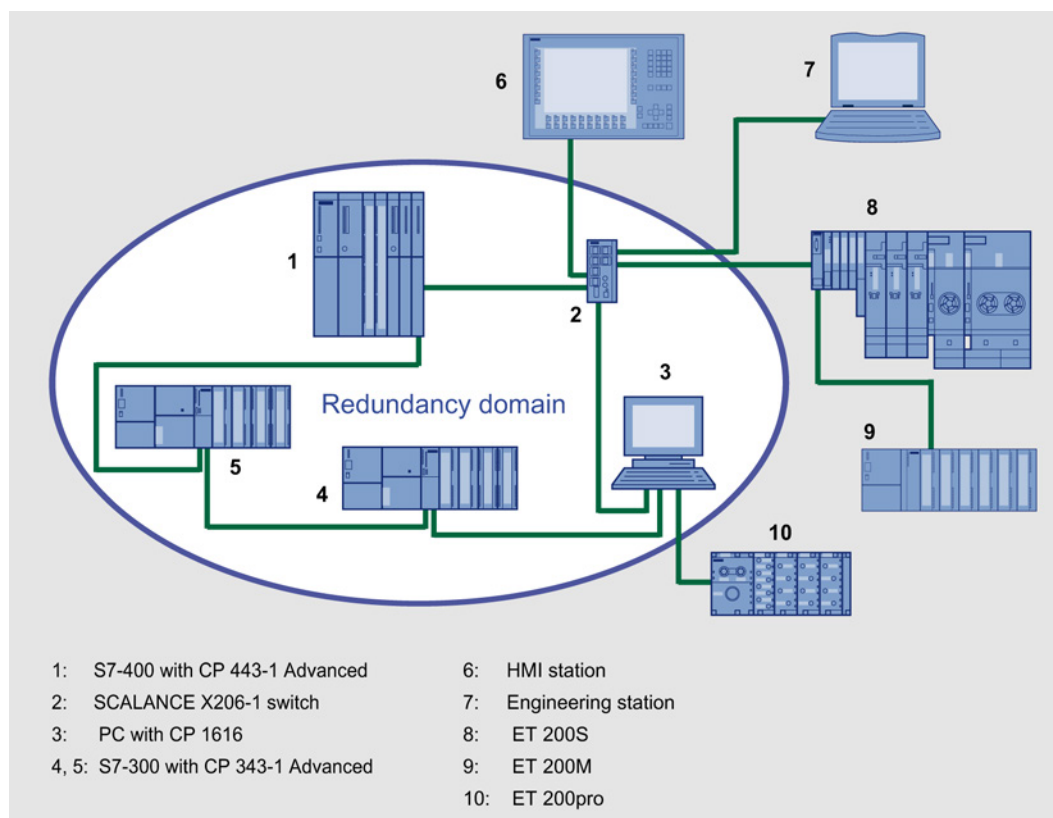 6
7
8
1
2
3
Redundancy domain
5
4
9
10
1: S7-400 with CP 443-1 Advanced
2: SCALANCE X206-1 switch
3: PC with CP 1616
4, 5: S7-300 with CP 343-1 Advanced
6: HMI station
7: Engineering station
8: ET 200S
9: ET 200M
10: ET 200pro